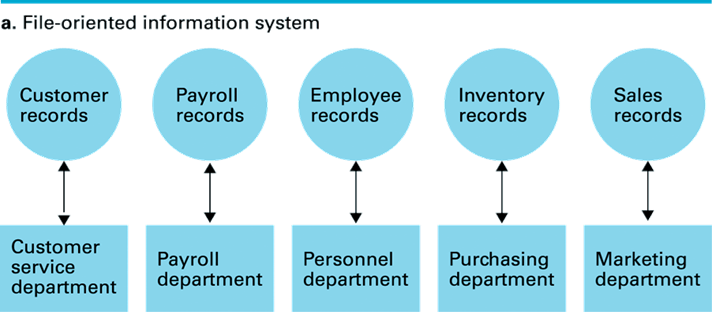 a. File-oriented information system
Customer
records
Payroll
records
Employee
records
Inventory
records
Sales
records
Customer
service
department
Payroll
department
Personnel
department
Purchasing
department
Marketing
department